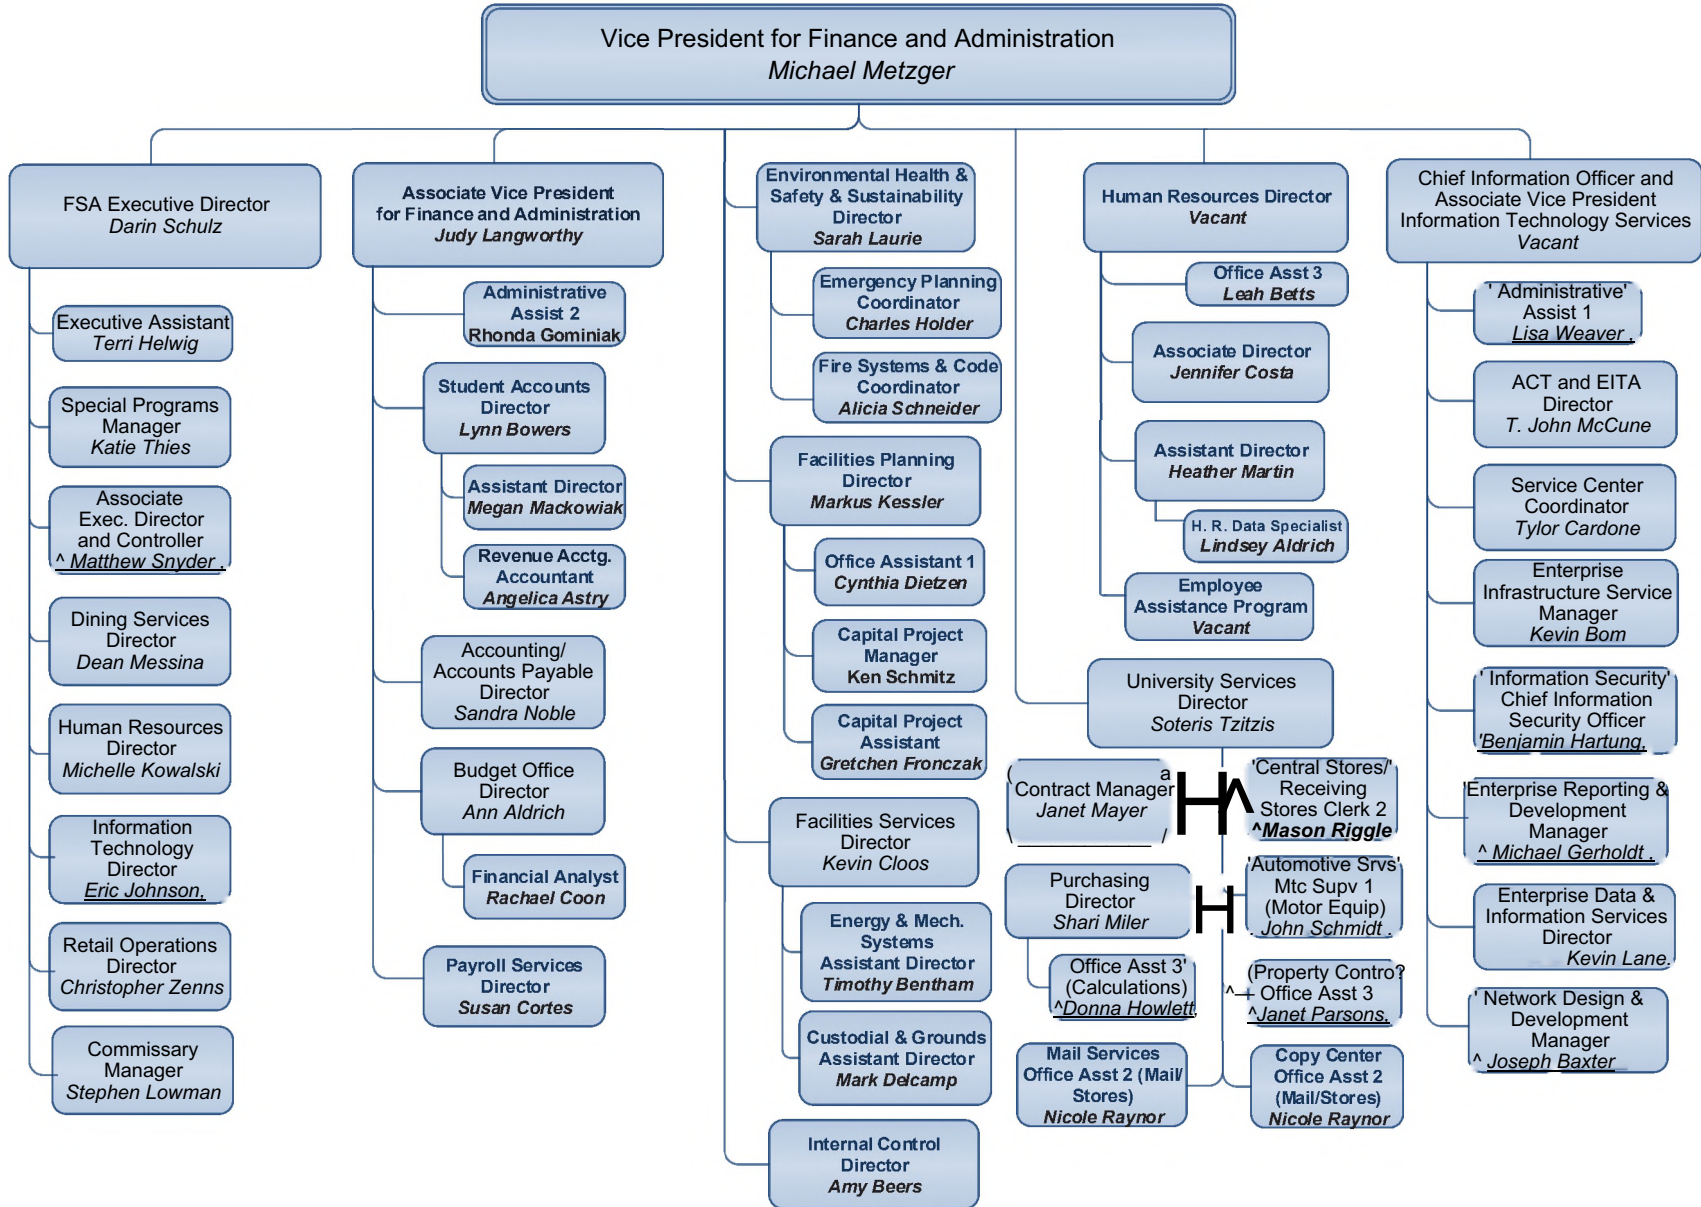 Vice President for Finance and Administration
Michael Metzger
FSA Executive Director
Darin Schulz
Executive Assistant
Terri Helwig
Special Programs
Manager
Katie Thies
Associate
Exec. Director
and Controller
^ Matthew Snyder .
Dining Services
Director
Dean Messina
Human Resources
Director
Michelle Kowalski
Information
Technology
Director
Eric Johnson.
Retail Operations
Director
Christopher Zenns
Commissary
Manager
Stephen Lowman
Associate Vice President
for Finance and Administration
Judy Langworthy
Administrative
Assist 2
Rhonda Gominiak
Student Accounts
Director
Lynn Bowers
Assistant Director
Megan Mackowiak
Revenue Acctg.
Accountant
Angelica Astry
Accounting/
Accounts Payable
Director
Sandra Noble
Budget Office
Director
Ann Aldrich
Financial Analyst
Rachael Coon
Payroll Services
Director
Susan Cortes
Environmental Health &
Safety & Sustainability
Director
Sarah Laurie
Emergency Planning
Coordinator
Charles Holder
Fire Systems & Code
Coordinator
Alicia Schneider
Facilities Planning
Director
Markus Kessler
Office Assistant 1
Cynthia Dietzen
Capital Project
Manager
Ken Schmitz
Capital Project
Assistant
Gretchen Fronczak
Facilities Services
Director
Kevin Cloos
Energy & Mech.
Systems
Assistant Director
Timothy Bentham
Custodial & Grounds
Assistant Director
Mark Delcamp
Internal Control
Director
Amy Beers
Human Resources Director
Vacant
Office Asst 3
Leah Betts
Associate Director
Jennifer Costa
Assistant Director
Heather Martin
H. R. Data Specialist
Lindsey Aldrich
Employee
Assistance Program
Vacant
University Services
Director
Soteris Tzitzis
( a
Contract Manager
Janet Mayer
\ /
H^
'Central Stores/'
Receiving
Stores Clerk 2
^Mason Riggle
Purchasing
Director
Shari Miler
H
'Automotive Srvs'
Mtc Supv 1
(Motor Equip)
John Schmidt .
Office Asst 3'
(Calculations)
^Donna Howlett.
^—+
(Property Contro?
Office Asst 3
^Janet Parsons.
Mail Services
Office Asst 2 (Mail/
Stores)
Nicole Raynor
Copy Center
Office Asst 2
(Mail/Stores)
Nicole Raynor
Chief Information Officer and
Associate Vice President
Information Technology Services
Vacant
' Administrative'
Assist 1
Lisa Weaver .
ACT and EITA
Director
T. John McCune
Service Center
Coordinator
Tylor Cardone
Enterprise
Infrastructure Service
Manager
Kevin Bom
' Information Security'
Chief Information
Security Officer
'Benjamin Hartung.
'Enterprise Reporting &
Development
Manager
^ Michael Gerholdt .
Enterprise Data &
Information Services
Director
Kevin Lane.
' Network Design &
Development
Manager
^ Joseph Baxter